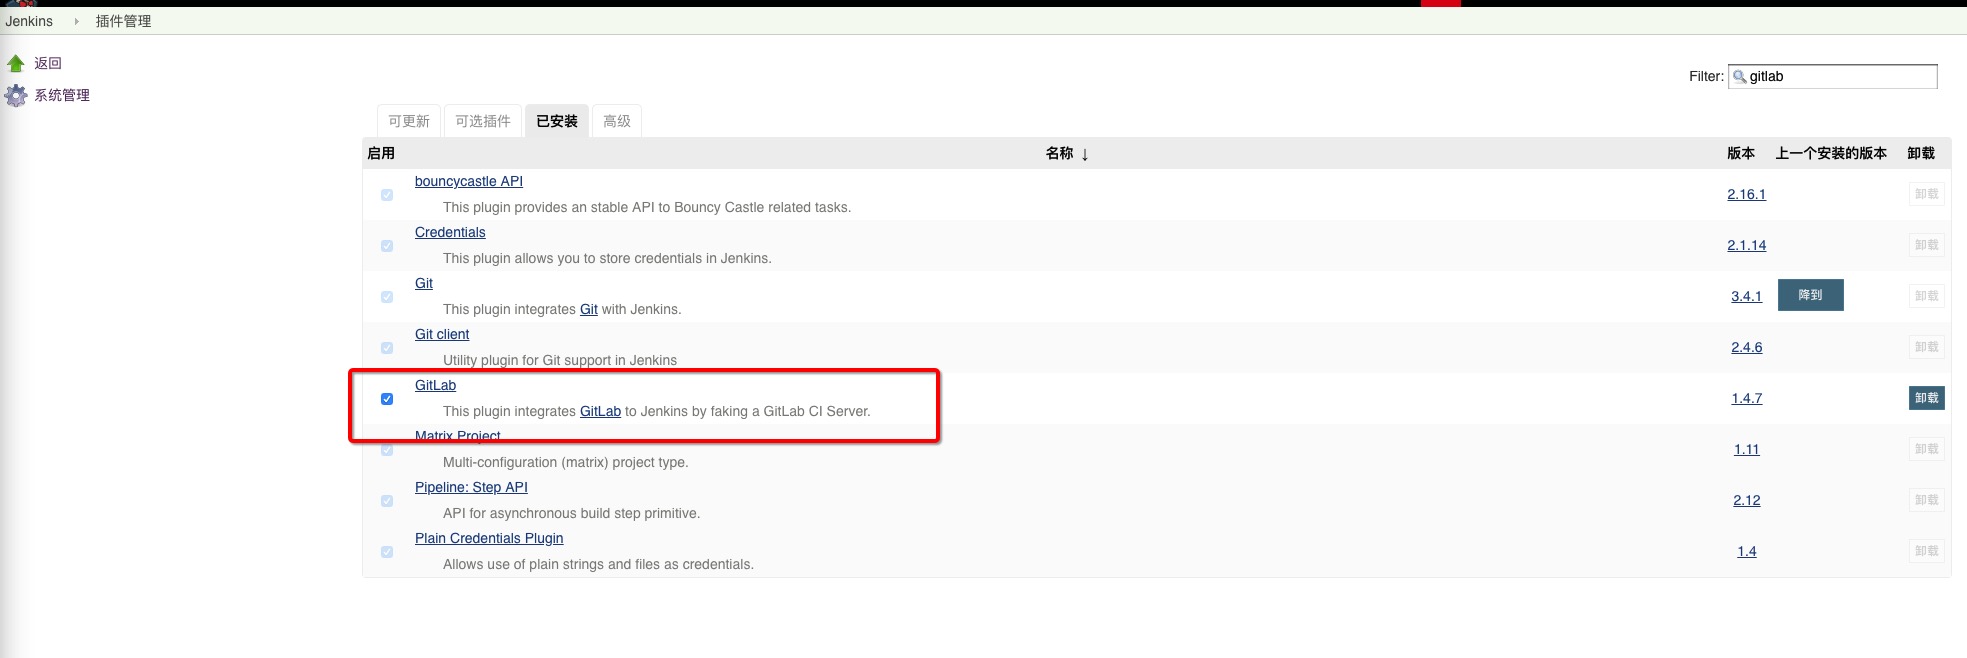 Jenkins 插件管理
返回
系统管理
Filter: gitlab
可更新 可选插件 已安装 高级
启用 名称 ↓ 版本 上一个安装的版本 卸载
bouncycastle API
This plugin provides an stable API to Bouncy Castle related tasks.
2.16.1 卸载
Credentials
This plugin allows you to store credentials in Jenkins.
2.1.14 卸载
Git
This plugin integrates Git with Jenkins.
3.4.1 降到 卸载
Git client
Utility plugin for Git support in Jenkins
2.4.6 卸载
GitLab
This plugin integrates GitLab to Jenkins by faking a GitLab CI Server.
1.4.7 卸载
Matrix Project
Multi-configuration (matrix) project type.
1.11 卸载
Pipeline: Step API
API for asynchronous build step primitive.
2.12 卸载
Plain Credentials Plugin
Allows use of plain strings and files as credentials.
1.4 卸载